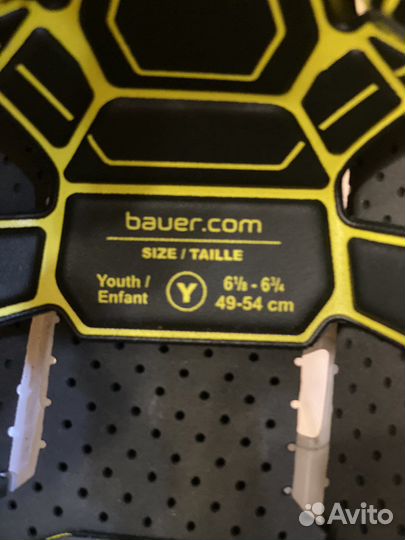 bauer.com
SIZE / TAILLE
Youth / Enfant
Y
6⅛ - 6¾
49-54 cm
Avito